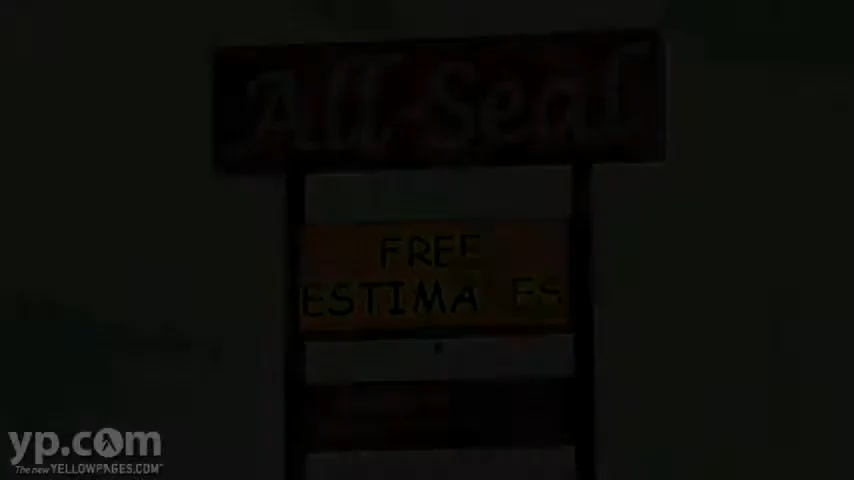 All Seal
FREE
ESTIMA ES
yp.com
The new YELLOWPAGES.COM